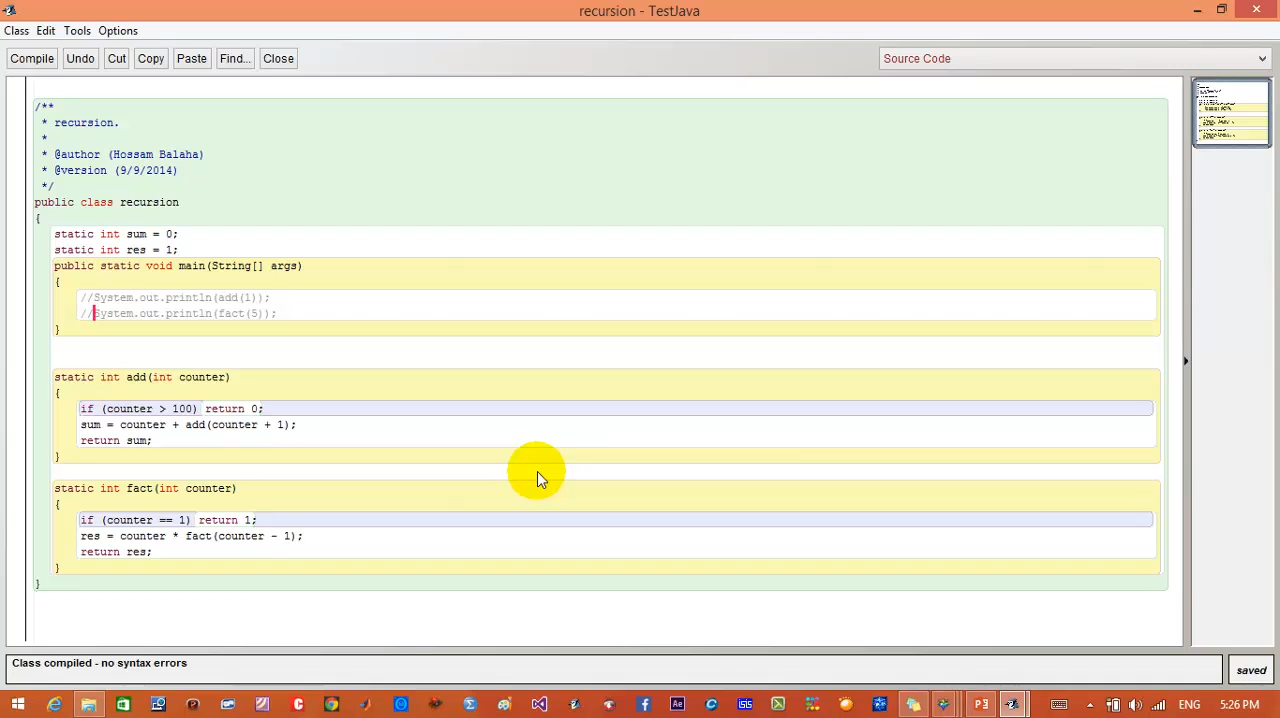 recursion - TestJava
Class Edit Tools Options
Compile Undo Cut Copy Paste Find... Close Source Code
/**
 * recursion.
 *
 * @author (Hossam Balaha)
 * @version (9/9/2014)
 */
public class recursion
{
static int sum = 0;
static int res = 1;
public static void main(String[] args)
{
//System.out.println(add(1));
//System.out.println(fact(5));
}
static int add(int counter)
{
if (counter > 100) return 0;
sum = counter + add(counter + 1);
return sum;
}
static int fact(int counter)
{
if (counter == 1) return 1;
res = counter * fact(counter - 1);
return res;
}
}
Class compiled - no syntax errors
saved
ENG 5:26 PM